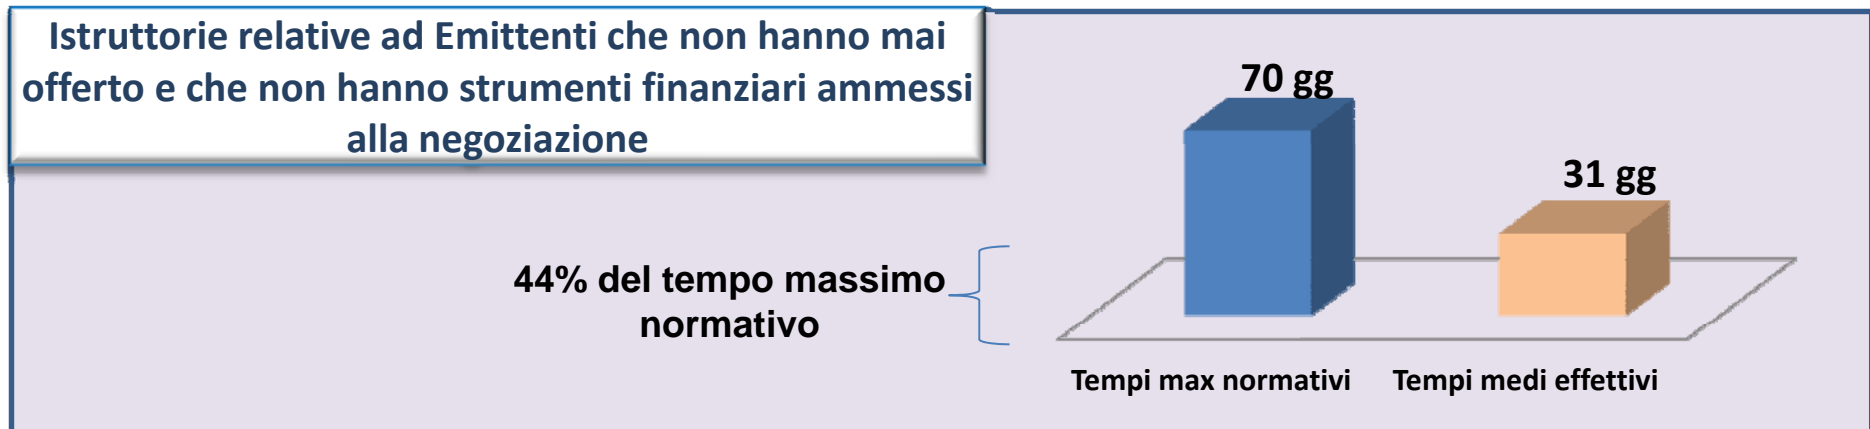 Istruttorie relative ad Emittenti che non hanno mai
offerto e che non hanno strumenti finanziari ammessi
alla negoziazione
70 gg
31 gg
44% del tempo massimo
normativo
Tempi max normativi
Tempi medi effettivi